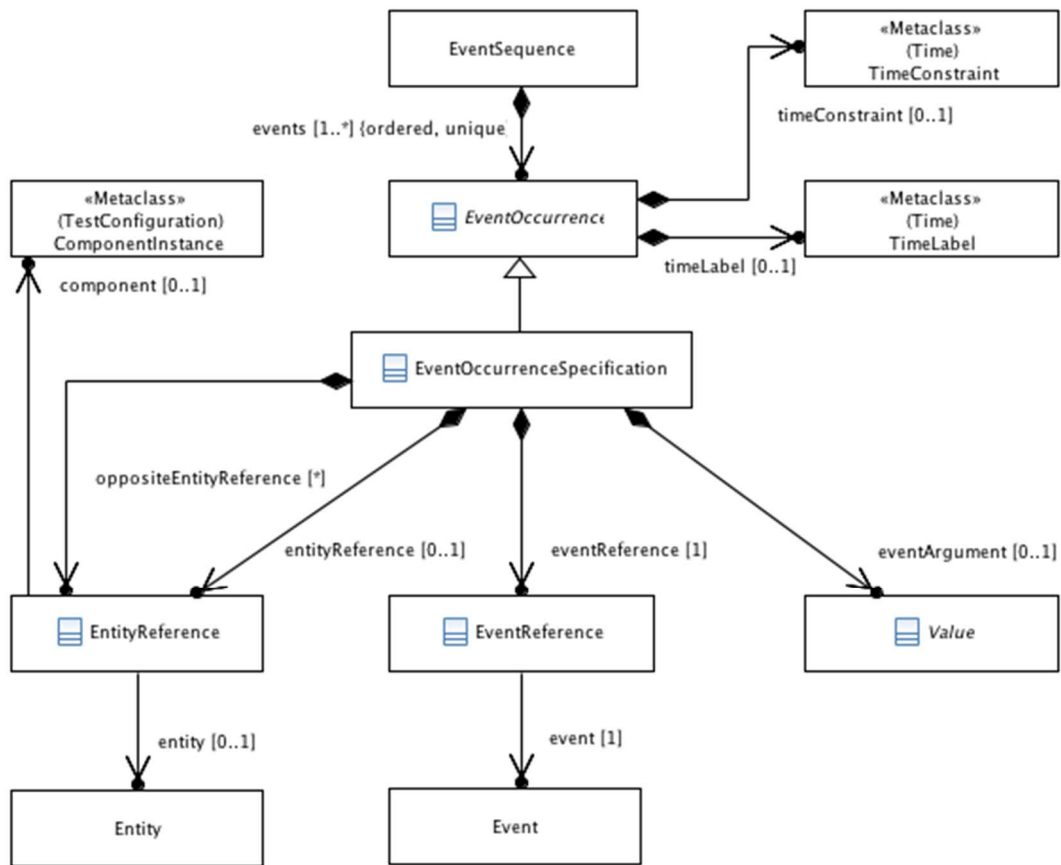 EventSequence
«Metaclass»
(Time)
TimeConstraint
timeConstraint [0..1]
events [1..*] {ordered, unique
«Metaclass»
(TestConfiguration)
ComponentInstance
EventOccurrence
«Metaclass»
(Time)
TimeLabel
timeLabel [0..1]
component [0..1]
EventOccurrenceSpecification
oppositeEntityReference [*]
entityReference [0..1]
eventReference [1]
eventArgument [0..1]
EntityReference
EventReference
Value
entity [0..1]
event [1]
Entity
Event